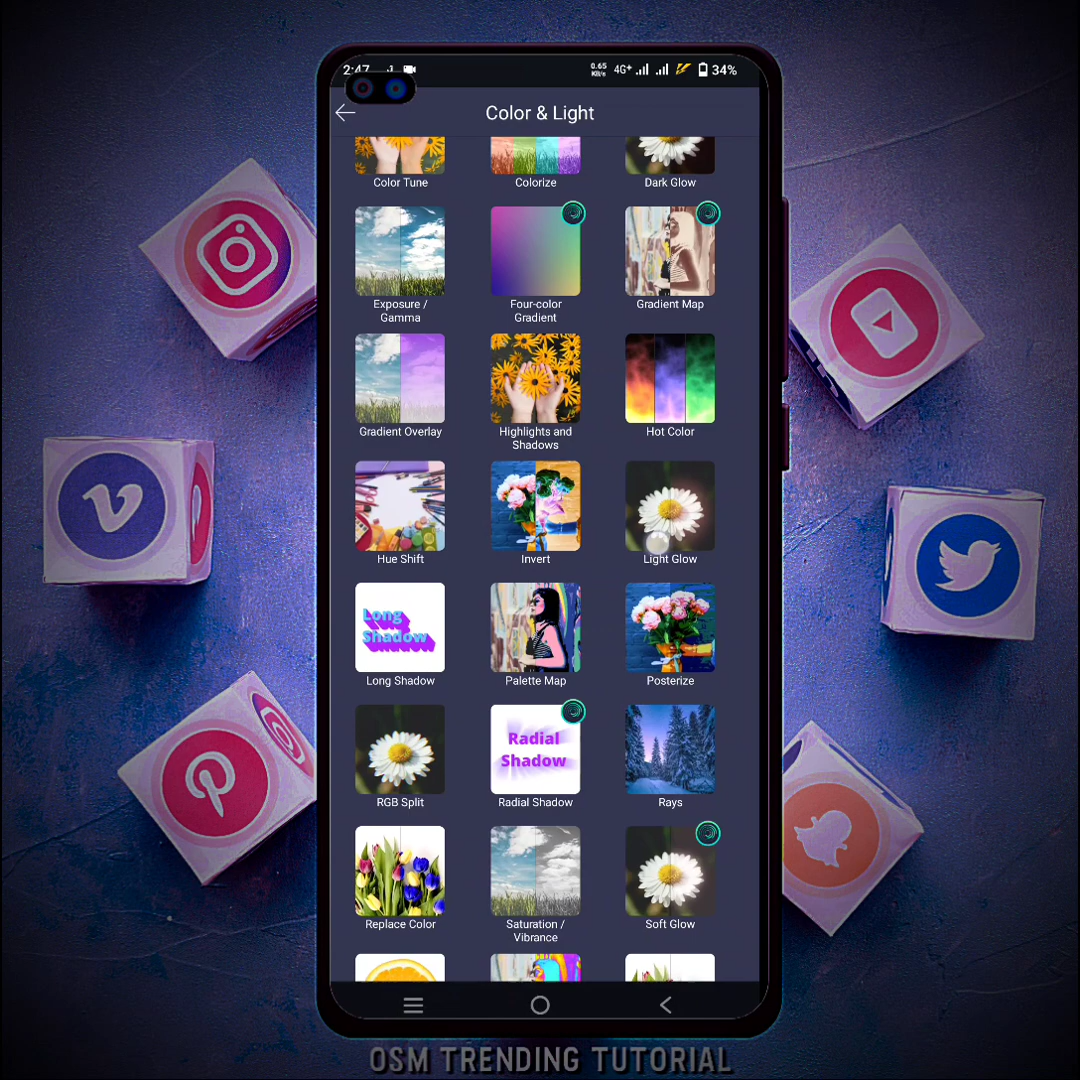 2:47
0.65
KB/s
4G+
34%
Color & Light
Color Tune
Colorize
Dark Glow
Exposure /
Gamma
Four-color
Gradient
Gradient Map
Gradient Overlay
Highlights and
Shadows
Hot Color
Hue Shift
Invert
Light Glow
Long
Shadow
Long Shadow
Palette Map
Posterize
Radial
Shadow
RGB Split
Radial Shadow
Rays
Replace Color
Saturation /
Vibrance
Soft Glow
OSM TRENDING TUTORIAL